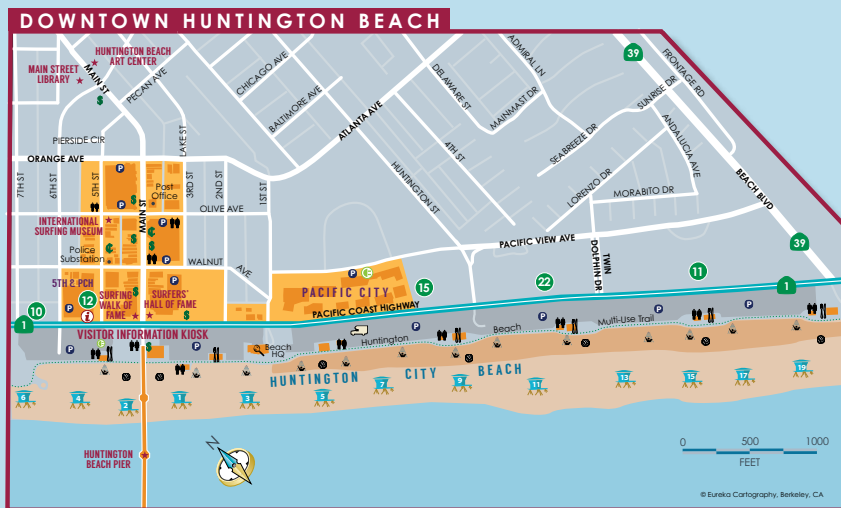 DOWNTOWN HUNTINGTON BEACH
HUNTINGTON BEACH
ART CENTER
MAIN STREET
LIBRARY
MAIN ST
$
PECAN AVE
CHICAGO AVE
BALTIMORE AVE
ATLANTA AVE
DELAWARE ST
ADMIRAL LN
MAINMAST DR
39
FRONTAGE RD
SUNRISE DR
SEABREEZE DR
ANDALUCIA AVE
4TH ST
HUNTINGTON ST
LORENZO DR
MORABITO DR
BEACH BLVD
PIERSIDE CIR
LAKE ST
ORANGE AVE
7TH ST
6TH ST
5TH ST
MAIN ST
3RD ST
2ND ST
1ST ST
P
P
P
Post
Office
$
OLIVE AVE
INTERNATIONAL
SURFING MUSEUM
P
$
$
Police
Substation
¢
¢
P
WALNUT
AVE
PACIFIC VIEW AVE
TWIN
DOLPHIN DR
39
5TH & PCH
P
$
SURFING
WALK OF
FAME
SURFERS'
HALL OF FAME
$
P
PACIFIC CITY
PACIFIC COAST HIGHWAY
10
12
i
15
22
11
1
1
VISITOR INFORMATION KIOSK
P
$
P
Beach
HQ
Huntington
P
Beach
P
Multi-Use Trail
P
P
HUNTINGTON CITY BEACH
6
4
2
1
3
5
7
9
11
13
15
17
19
HUNTINGTON
BEACH PIER
N
0 500 1000
FEET
© Eureka Cartography, Berkeley, CA